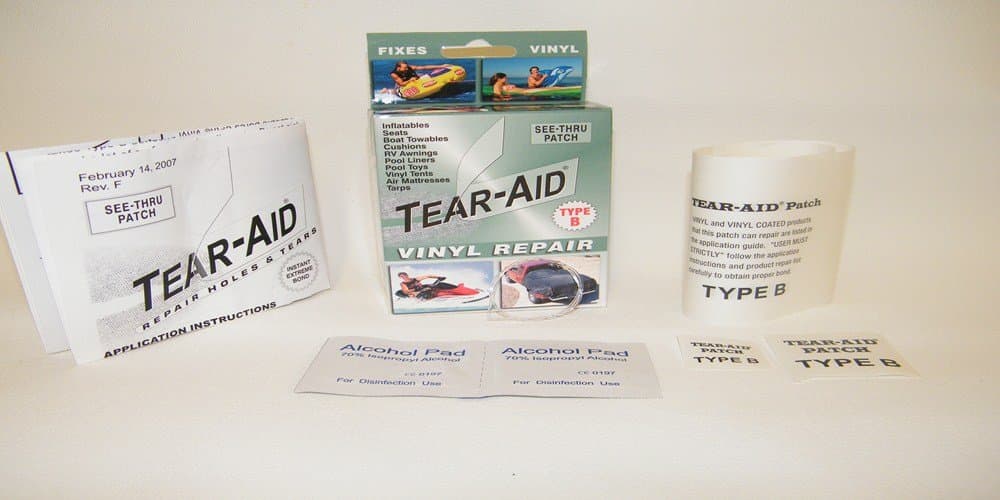 February 14, 2007
Rev. F
SEE-THRU
PATCH
TEAR-AID®
REPAIR HOLES & TEARS
INSTANT
EXTREME
BOND
APPLICATION INSTRUCTIONS
FIXES VINYL
Inflatables
Seats
Boat Towables
Cushions
RV Awnings
Pool Liners
Pool Toys
Vinyl Tents
Air Mattresses
Tarps
SEE-THRU
PATCH
TEAR-AID®
TYPE
B
VINYL REPAIR
Alcohol Pad
70% Isopropyl Alcohol
CE 0197
For Disinfection Use
Alcohol Pad
70% Isopropyl Alcohol
CE 0197
For Disinfection Use
TEAR-AID® Patch
VINYL and VINYL COATED products
that this patch can repair are listed in
the application guide. "USER MUST
STRICTLY" follow the application
instructions and product repair list
carefully to obtain proper bond.
TYPE B
TEAR-AID®
PATCH
TYPE B
TEAR-AID®
PATCH
TYPE B